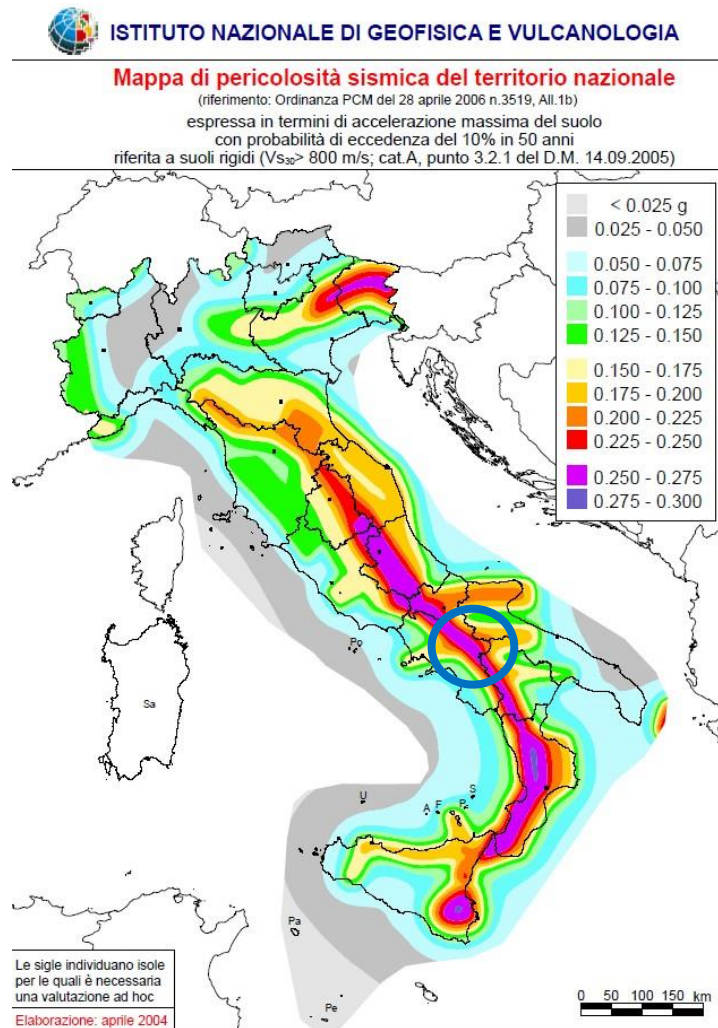 ISTITUTO NAZIONALE DI GEOFISICA E VULCANOLOGIA
Mappa di pericolosità sismica del territorio nazionale
(riferimento: Ordinanza PCM del 28 aprile 2006 n.3519, All.1b)
espressa in termini di accelerazione massima del suolo
con probabilità di eccedenza del 10% in 50 anni
riferita a suoli rigidi (Vs30> 800 m/s; cat.A, punto 3.2.1 del D.M. 14.09.2005)
< 0.025 g
0.025 - 0.050
0.050 - 0.075
0.075 - 0.100
0.100 - 0.125
0.125 - 0.150
0.150 - 0.175
0.175 - 0.200
0.200 - 0.225
0.225 - 0.250
0.250 - 0.275
0.275 - 0.300
Po
Sa
U
A
F
P
S
Pa
Pe
Le sigle individuano isole
per le quali è necessaria
una valutazione ad hoc
Elaborazione: aprile 2004
0 50 100 150 km